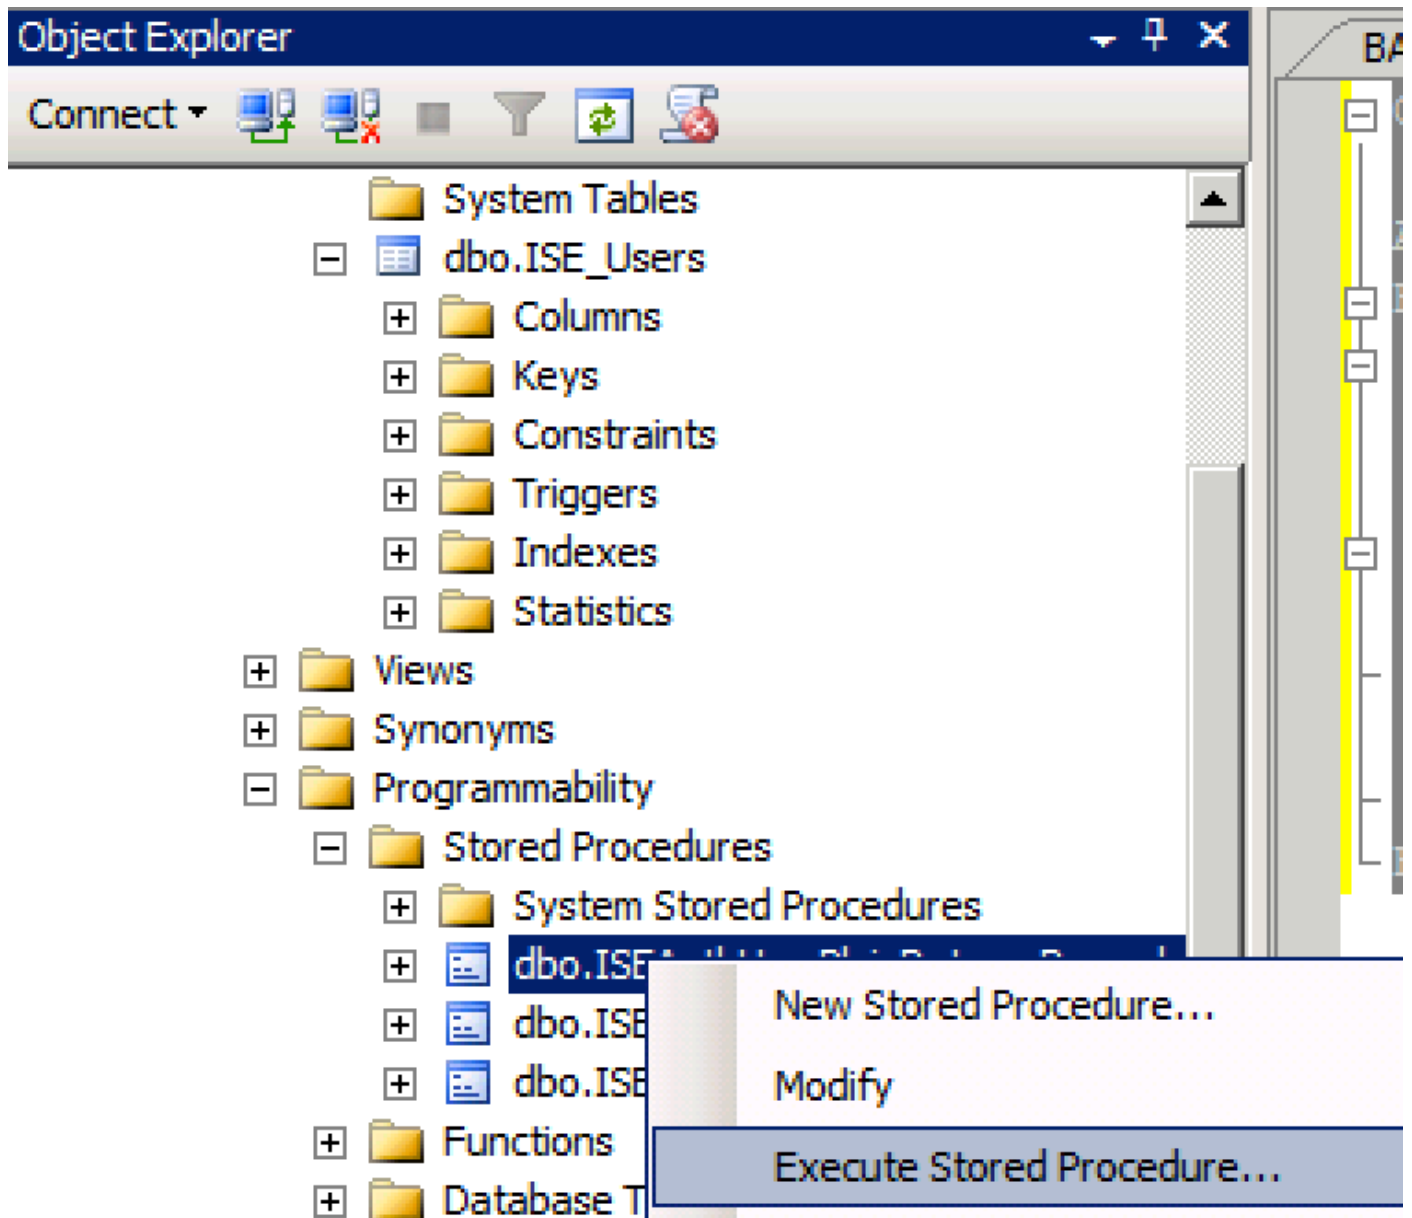 Object Explorer
BA
Connect
System Tables
dbo.ISE_Users
Columns
Keys
Constraints
Triggers
Indexes
Statistics
Views
Synonyms
Programmability
Stored Procedures
System Stored Procedures
dbo.ISE
New Stored Procedure...
dbo.ISE
Modify
dbo.ISE
Functions
Execute Stored Procedure...
Database T